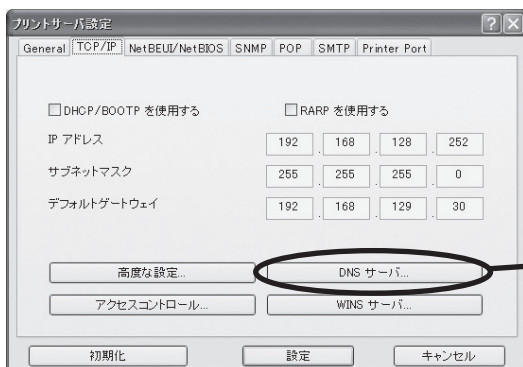 プリントサーバ設定
General TCP/IP NetBEUI/NetBIOS SNMP POP SMTP Printer Port
DHCP/BOOTP を使用する RARP を使用する
IP アドレス 192 . 168 . 128 . 252
サブネットマスク 255 . 255 . 255 . 0
デフォルトゲートウェイ 192 . 168 . 129 . 30
高度な設定... DNS サーバ...
アクセスコントロール... WINS サーバ...
初期化 設定 キャンセル